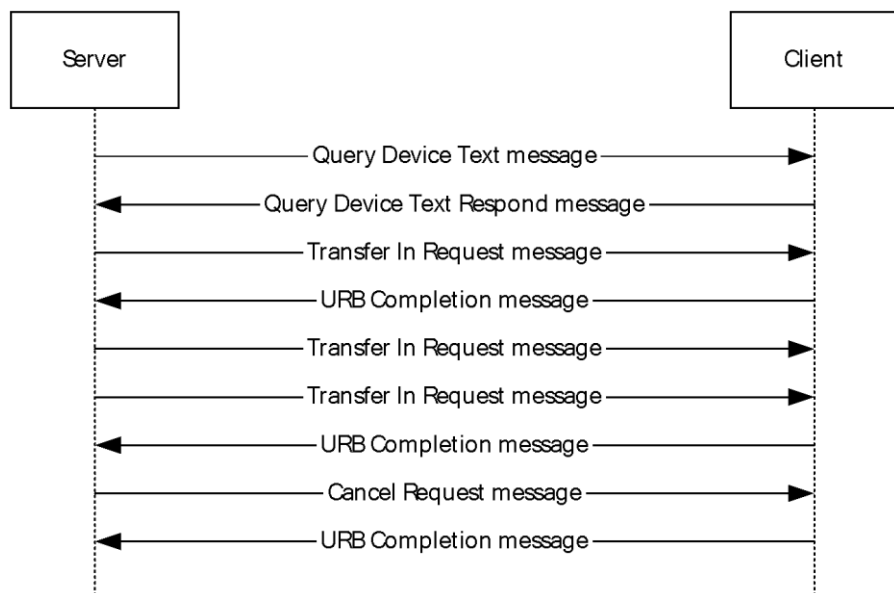 Server
Client
Query Device Text message
Query Device Text Respond message
Transfer In Request message
URB Completion message
Transfer In Request message
Transfer In Request message
URB Completion message
Cancel Request message
URB Completion message